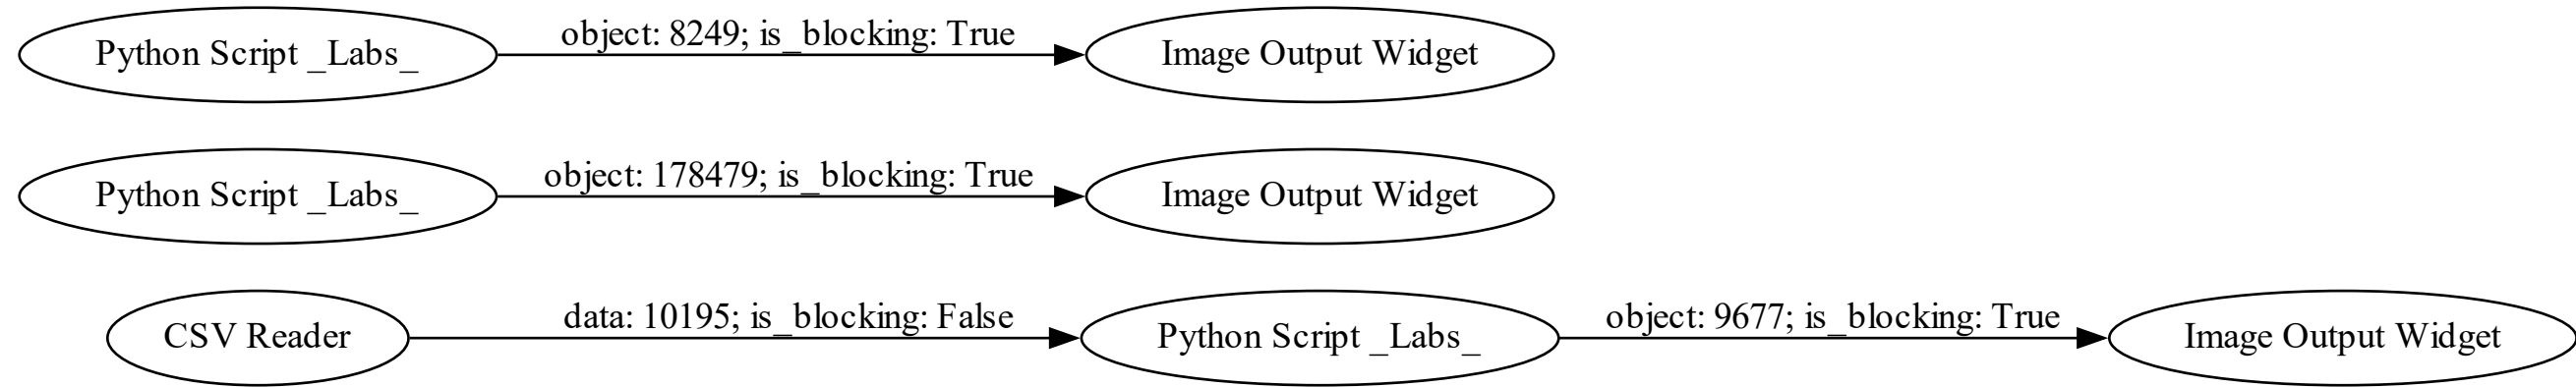 Python Script _Labs_
object: 8249; is_blocking: True
Image Output Widget
Python Script _Labs_
object: 178479; is_blocking: True
Image Output Widget
CSV Reader
data: 10195; is_blocking: False
Python Script _Labs_
object: 9677; is_blocking: True
Image Output Widget